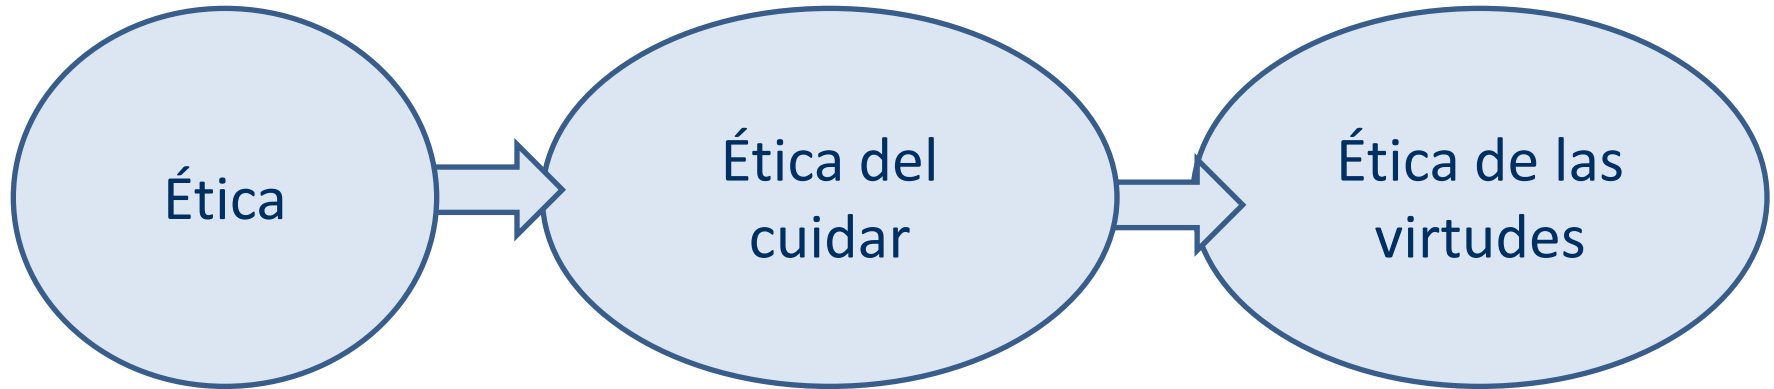 Ética
Ética del
cuidar
Ética de las
virtudes